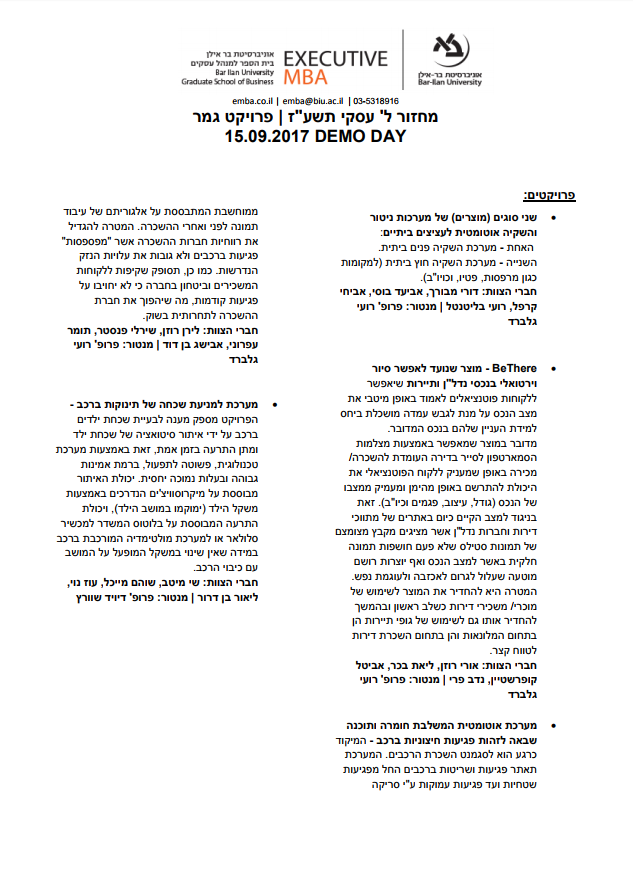 אוניברסיטת בר אילן
בית הספר למנהל עסקים
Bar Ilan University
Graduate School of Business
EXECUTIVE
MBA
אוניברסיטת בר-אילן
Bar-Ilan University
emba.co.il | emba@biu.ac.il | 03-5318916
מחזור ל' עסקי תשע"ז | פרויקט גמר
15.09.2017 DEMO DAY
פרויקטים:
• שני סוגים (מוצרים) של מערכות ניטור
והשקיה אוטומטית לעציצים ביתיים:
האחת - מערכת השקיה פנים ביתית.
השנייה - מערכת השקיה חוץ ביתית (למקומות
כגון מרפסות, פטיו, וכויו"ב).
חברי הצוות: דורי מבורך, אביעד בוסי, אביחי
קרפל, רועי בליטנטל | מנטור: פרופ' רועי
גלברד
• BeThere - מוצר שנועד לאפשר סיור
וירטואלי בנכסי נדל"ן ותיירות שיאפשר
ללקוחות פוטנציאלים לאמוד באופן מיטבי את
מצב הנכס על מנת לגבש עמדה מושכלת ביחס
למידת העניין שלהם בנכס המדובר.
מדובר במוצר שמאפשר באמצעות מצלמות
הסמארטפון לסייר בדירה העומדת להשכרה/
מכירה באופן שמעניק ללקוח הפוטנציאלי את
היכולת להתרשם באופן מהימן ומעמיק ממצבו
של הנכס (גודל, עיצוב, פגמים וכיו"ב). זאת
בניגוד למצב הקיים כיום באתרים של מתווכי
דירות וחברות נדל"ן אשר מציגים מקבץ מצומצם
של תמונות סטילס שלא פעם חושפות תמונה
חלקית באשר למצב הנכס ואף יוצרות רושם
מוטעה שעלול לגרום לאכזבה ולעוגמת נפש.
המטרה היא להחדיר את המוצר לשימוש של
מוכרי/ משכירי דירות כשלב ראשון ובהמשך
להחדיר אותו גם לשימוש של גופי תיירות הן
בתחום המלונאות והן בתחום השכרת דירות
לטווח קצר.
חברי הצוות: אורי רוזן, ליאת בכר, אביטל
קופרשטיין, נדב פרי | מנטור: פרופ' רועי
גלברד
• מערכת אוטומטית המשלבת חומרה ותוכנה
שבאה לזהות פגיעות חיצוניות ברכב - המיקוד
כרגע הוא לסגמנט השכרת הרכבים. המערכת
תאתר פגיעות ושריטות ברכבים החל מפגיעות
שטחיות ועד פגיעות עמוקות ע"י סריקה
ממוחשבת המתבססת על אלגוריתם של עיבוד
תמונה לפני ואחרי ההשכרה. המטרה להגדיל
את רווחיות חברות ההשכרה אשר "מפספסות"
פגיעות ברכבים ולא גובות את עלויות הנזק
הנדרשות. כמו כן, תסופק שקיפות ללקוחות
המשכירים וביטחון בחברה כי לא יחויבו על
פגיעות קודמות, מה שיהפוך את חברת
ההשכרה לתחרותית בשוק.
חברי הצוות: לירן רוזן, שירלי פנסטר, תומר
עפרוני, אבישג בן דוד | מנטור: פרופ' רועי
גלברד
• מערכת למניעת שכחה של תינוקות ברכב -
הפרויקט מספק מענה לבעיית שכחת ילדים
ברכב על ידי איתור סיטואציה של שכחת ילד
ומתן התרעה בזמן אמת, זאת באמצעות מערכת
טכנולוגית, פשוטה לתפעול, ברמת אמינות
גבוהה ובעלות נמוכה יחסית. יכולת האיתור
מבוססת על מיקרוסוויצ'ים הנדרכים באמצעות
משקל הילד (ימוקמו במושב הילד), ויכולת
התרעה המבוססת על בלוטוס המשדר למכשיר
סלולאר או למערכת מולטימדיה המורכבת ברכב
במידה שאין שינוי במשקל המופעל על המושב
עם כיבוי הרכב.
חברי הצוות: שי מיטב, שוהם מייכל, עוז נוי,
ליאור בן דרור | מנטור: פרופ' דיויד שוורץ